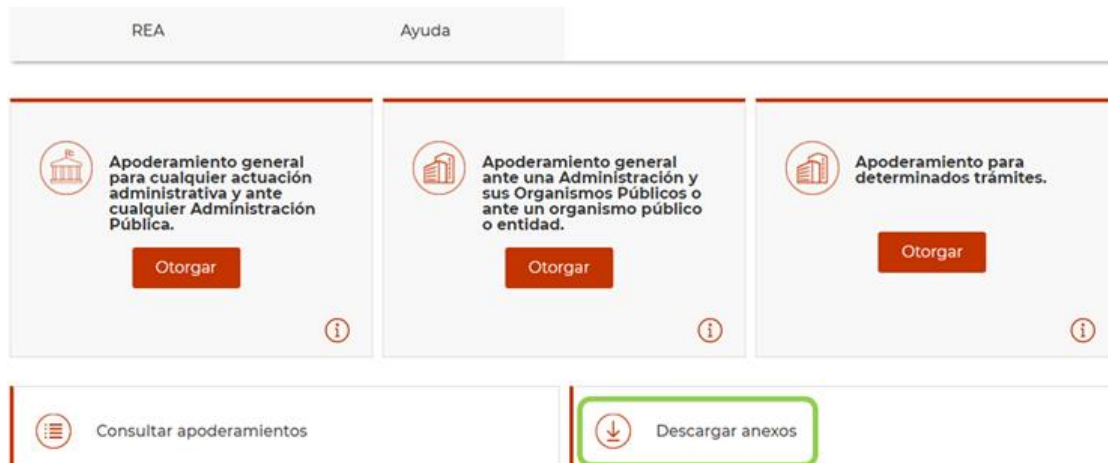 REA
Ayuda
Apoderamiento general
para cualquier actuación
administrativa y ante
cualquier Administración
Pública.
Otorgar
Apoderamiento general
ante una Administración y
sus Organismos Públicos o
ante un organismo público
o entidad.
Otorgar
Apoderamiento para
determinados trámites.
Otorgar
Consultar apoderamientos
Descargar anexos